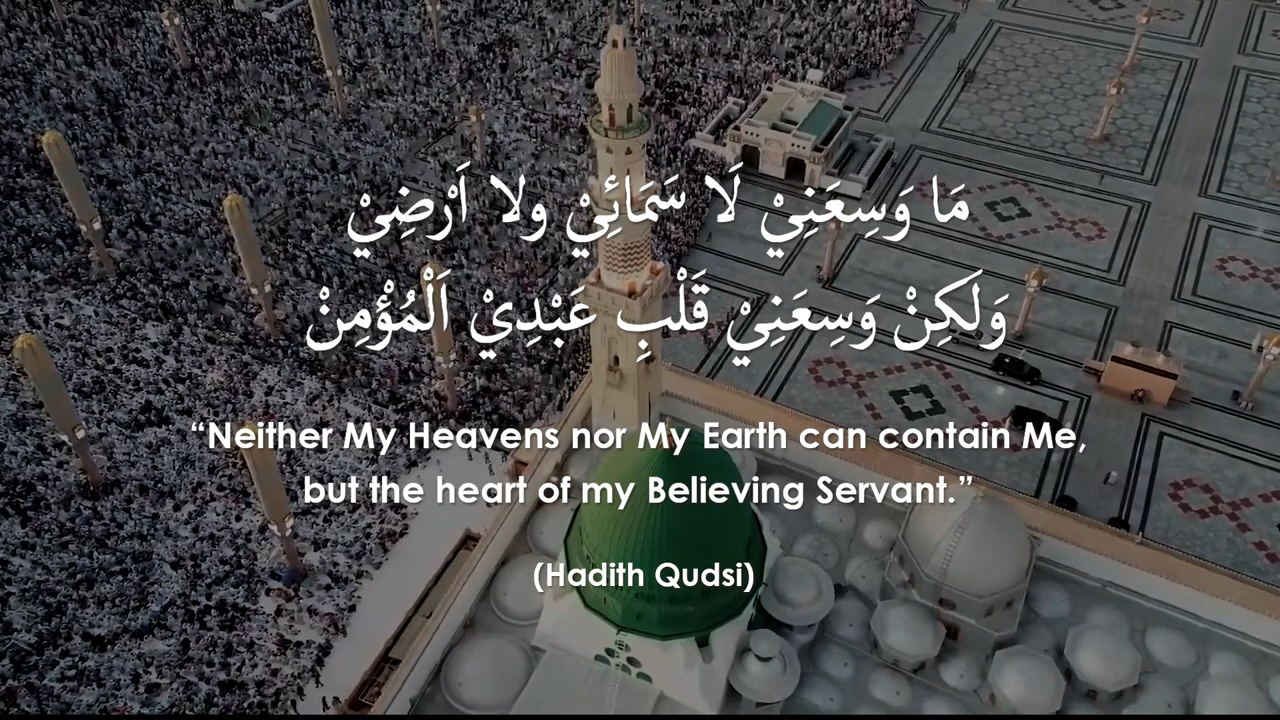 مَا وَسِعَنِيْ لَا سَمَائِيْ ولا اَرْضِيْ
وَلَكِنْ وَسِعَنِيْ قَلْبِ عَبْدِيْ اَلْمُؤْمِنْ
“Neither My Heavens nor My Earth can contain Me,
but the heart of my Believing Servant.”
(Hadith Qudsi)